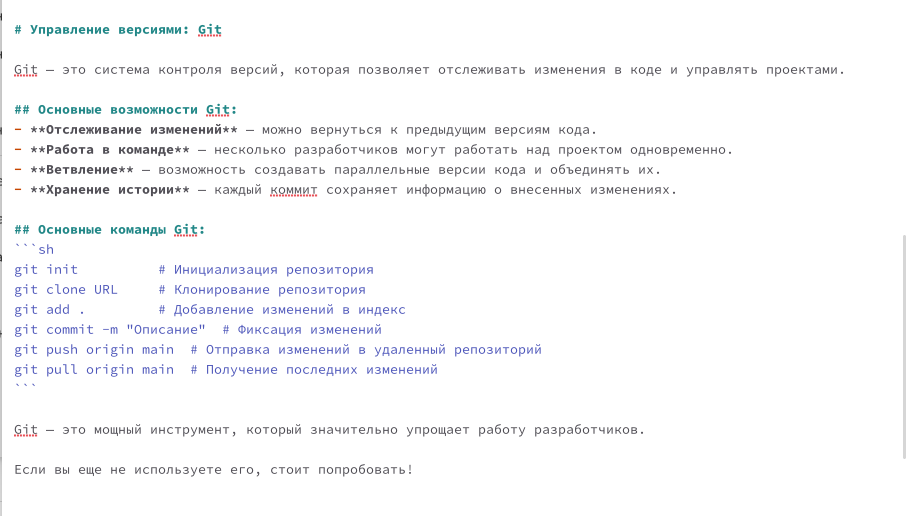 # Управление версиями: Git
Git — это система контроля версий, которая позволяет отслеживать изменения в коде и управлять проектами.
## Основные возможности Git:
- **Отслеживание изменений** — можно вернуться к предыдущим версиям кода.
- **Работа в команде** — несколько разработчиков могут работать над проектом одновременно.
- **Ветвление** — возможность создавать параллельные версии кода и объединять их.
- **Хранение истории** — каждый коммит сохраняет информацию о внесенных изменениях.
## Основные команды Git:
```sh
git init          # Инициализация репозитория
git clone URL     # Клонирование репозитория
git add .         # Добавление изменений в индекс
git commit -m "Описание"  # Фиксация изменений
git push origin main  # Отправка изменений в удаленный репозиторий
git pull origin main  # Получение последних изменений
```
Git — это мощный инструмент, который значительно упрощает работу разработчиков.
Если вы еще не используете его, стоит попробовать!